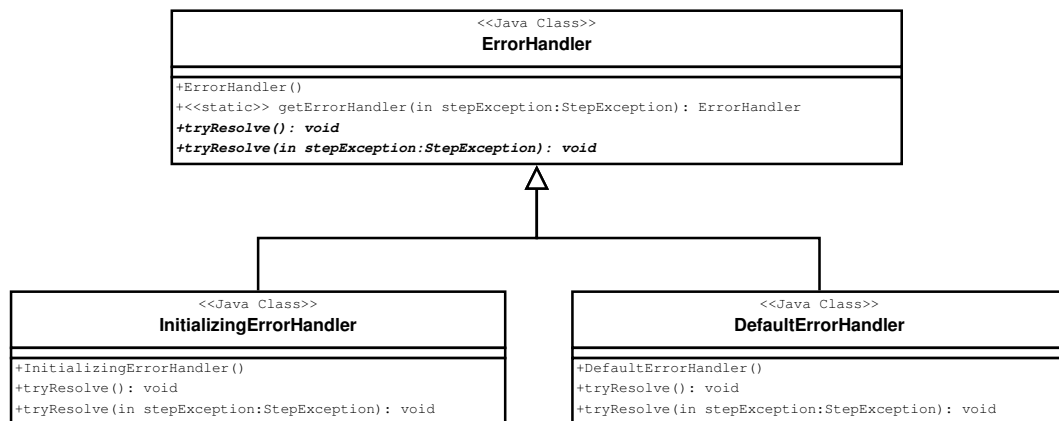 <<Java Class>>
ErrorHandler
+ErrorHandler()
+<<static>> getErrorHandler(in stepException:StepException): ErrorHandler
+tryResolve(): void
+tryResolve(in stepException:StepException): void
<<Java Class>>
InitializingErrorHandler
+InitializingErrorHandler()
+tryResolve(): void
+tryResolve(in stepException:StepException): void
<<Java Class>>
DefaultErrorHandler
+DefaultErrorHandler()
+tryResolve(): void
+tryResolve(in stepException:StepException): void